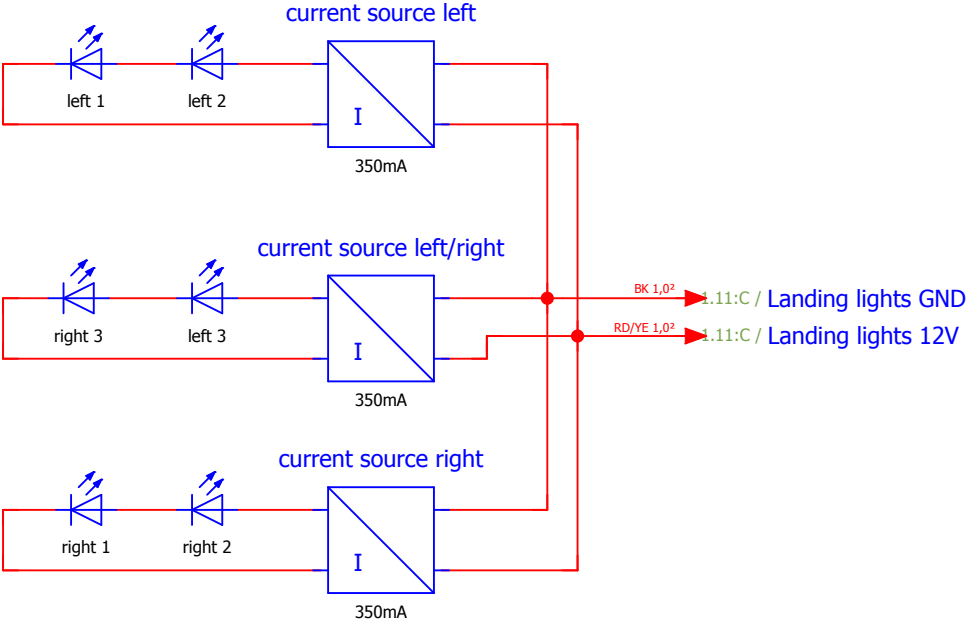 current source left
left 1
left 2
I
350mA
current source left/right
right 3
left 3
I
350mA
BK 1,0²
1.11:C / Landing lights GND
RD/YE 1,0²
1.11:C / Landing lights 12V
current source right
right 1
right 2
I
350mA